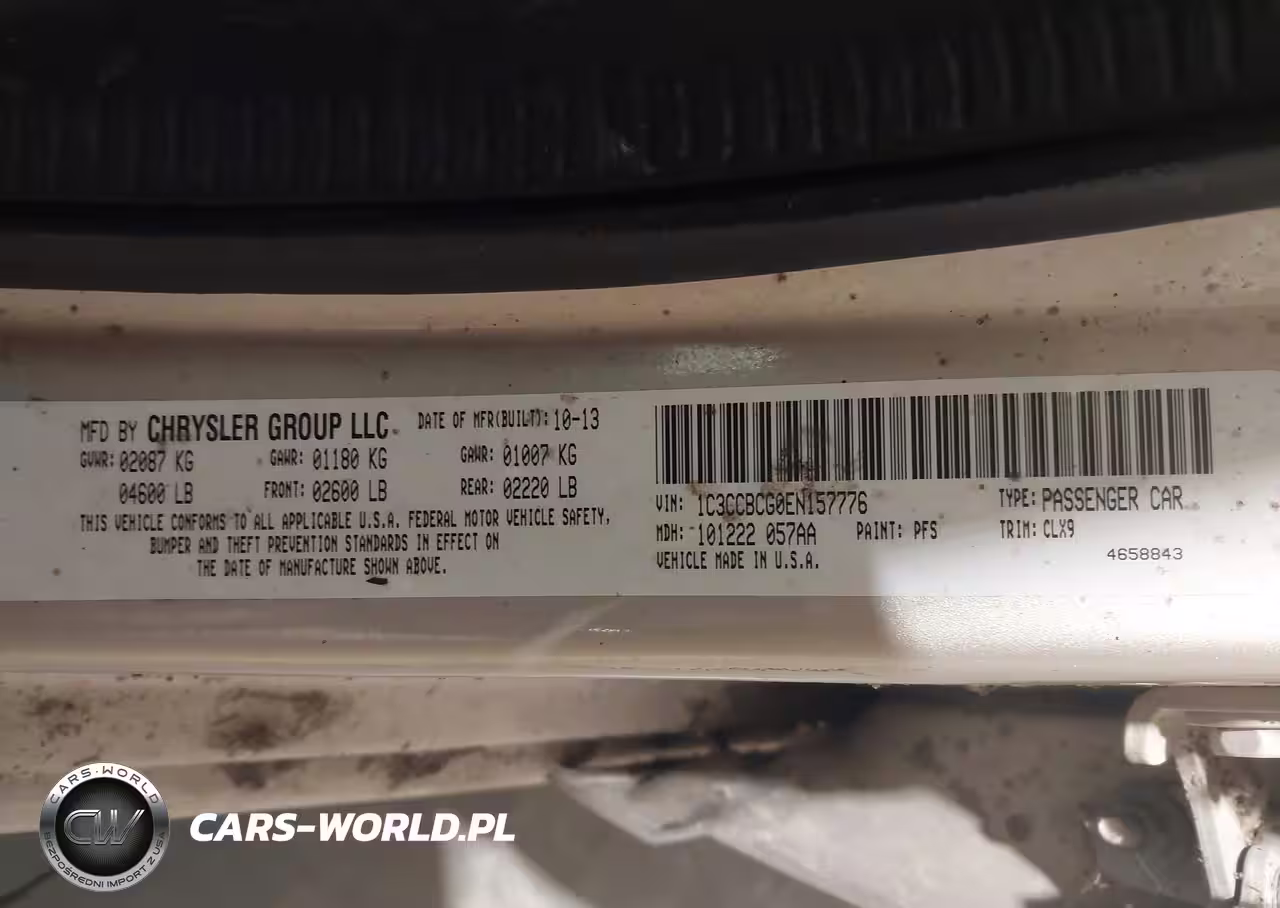 MFD BY CHRYSLER GROUP LLC. DATE OF MFR(BUILT): 10-13
GVWR: 02087 KG GAWR: 01180 KG GAWR: 01007 KG
04600 LB FRONT: 02600 LB REAR: 02220 LB
THIS VEHICLE CONFORMS TO ALL APPLICABLE U.S.A. FEDERAL MOTOR VEHICLE SAFETY,
BUMPER AND THEFT PREVENTION STANDARDS IN EFFECT ON
THE DATE OF MANUFACTURE SHOWN ABOVE.
VIN: 1C3CCBCG0EN157776 TYPE: PASSENGER CAR
MDH: 101222 057AA PAINT: PFS TRIM: CLX9
VEHICLE MADE IN U.S.A. 4658843
CARS-WORLD
CW
BEZPOŚREDNI IMPORT Z USA
CARS-WORLD.PL